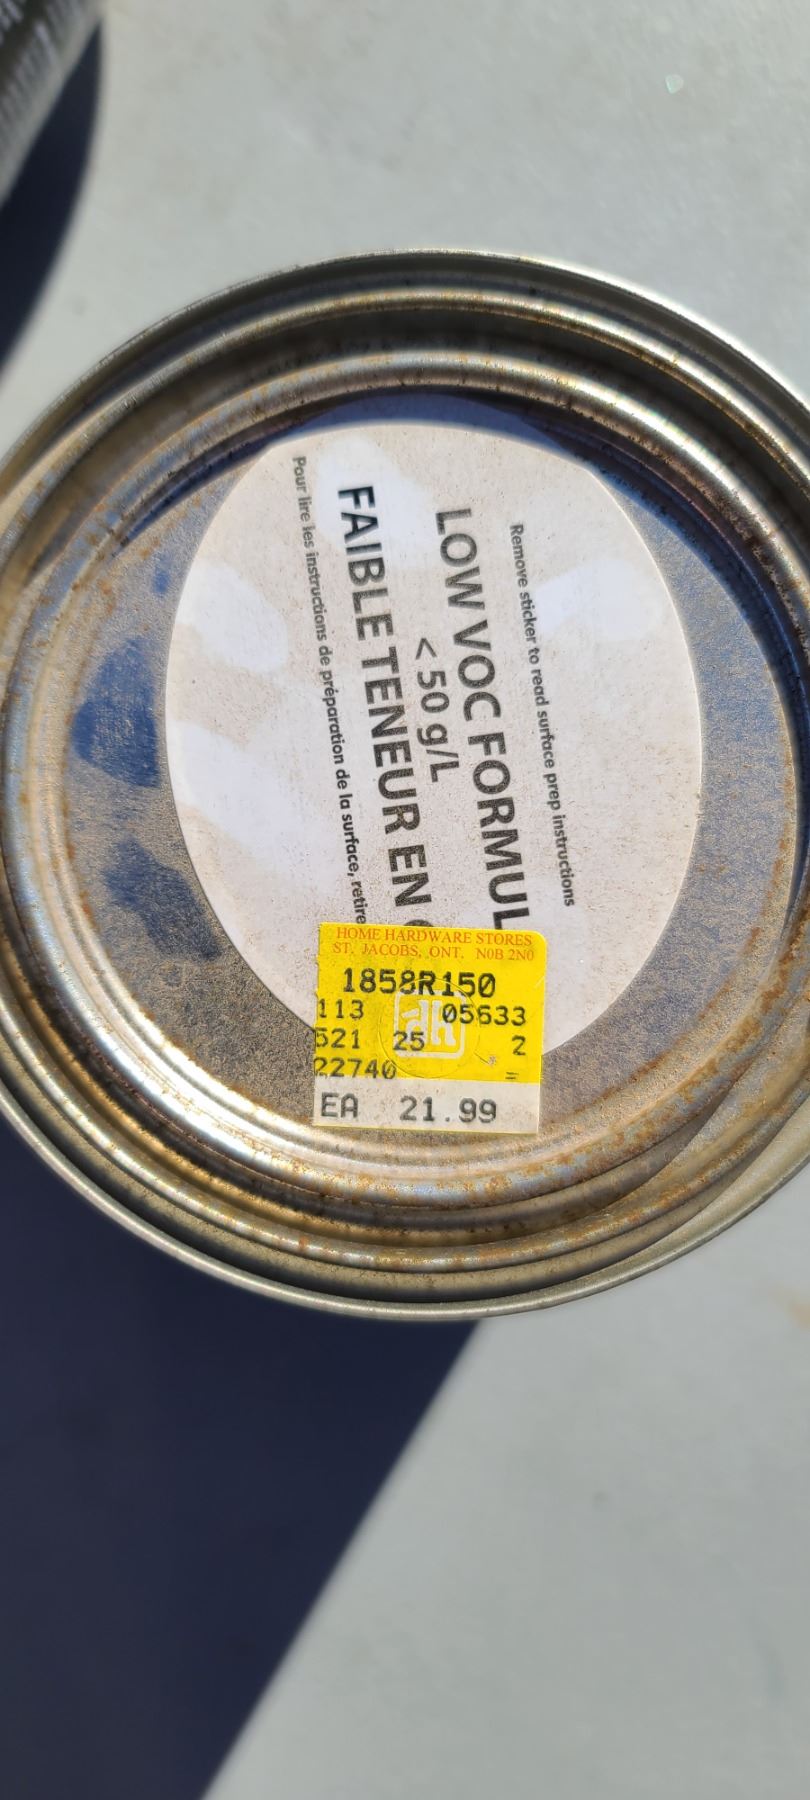 Remove sticker to read surface prep instructions
LOW VOC FORMUL
< 50 g/L
FAIBLE TENEUR EN
Pour lire les instructions de préparation de la surface, retire
HOME HARDWARE STORES
ST. JACOBS, ONT. N0B 2N0
1858R150
113 05633
521 25 2
22740 =
EA 21.99